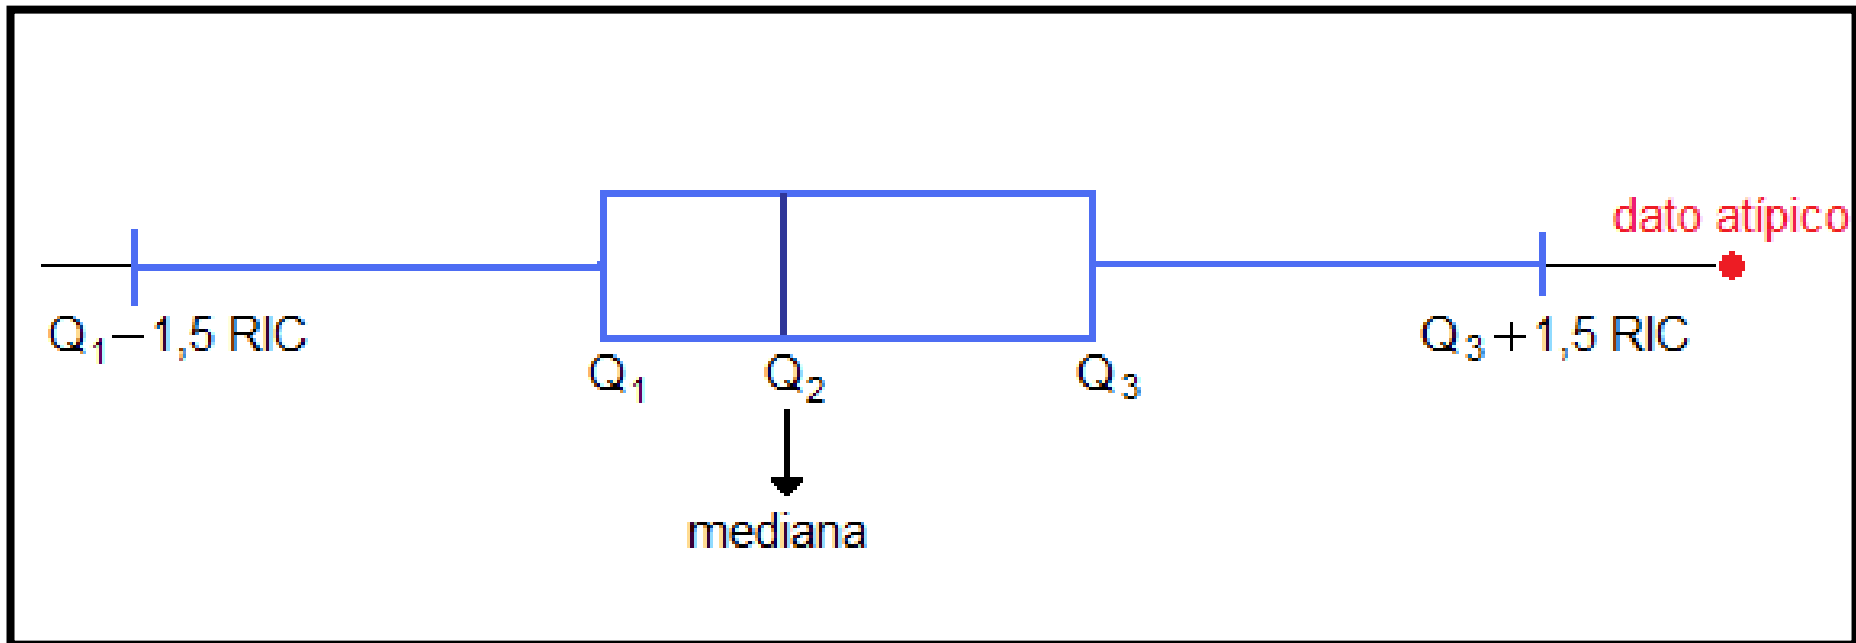 dato atípico
Q₁−1,5 RIC
Q₃+1,5 RIC
Q₁
Q₂
Q₃
mediana